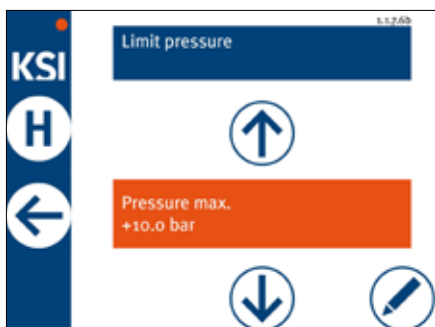 1.1.7.6b
Limit pressure
KSI
H
Pressure max.
+10.0 bar